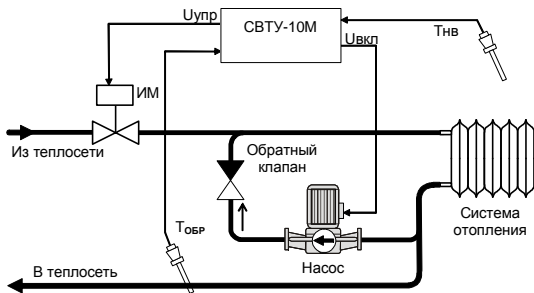 Uупр
СВТУ-10М
Uвкл
Тнв
ИМ
Из теплосети
Обратный
клапан
Система
отопления
ТОБР
Насос
В теплосеть